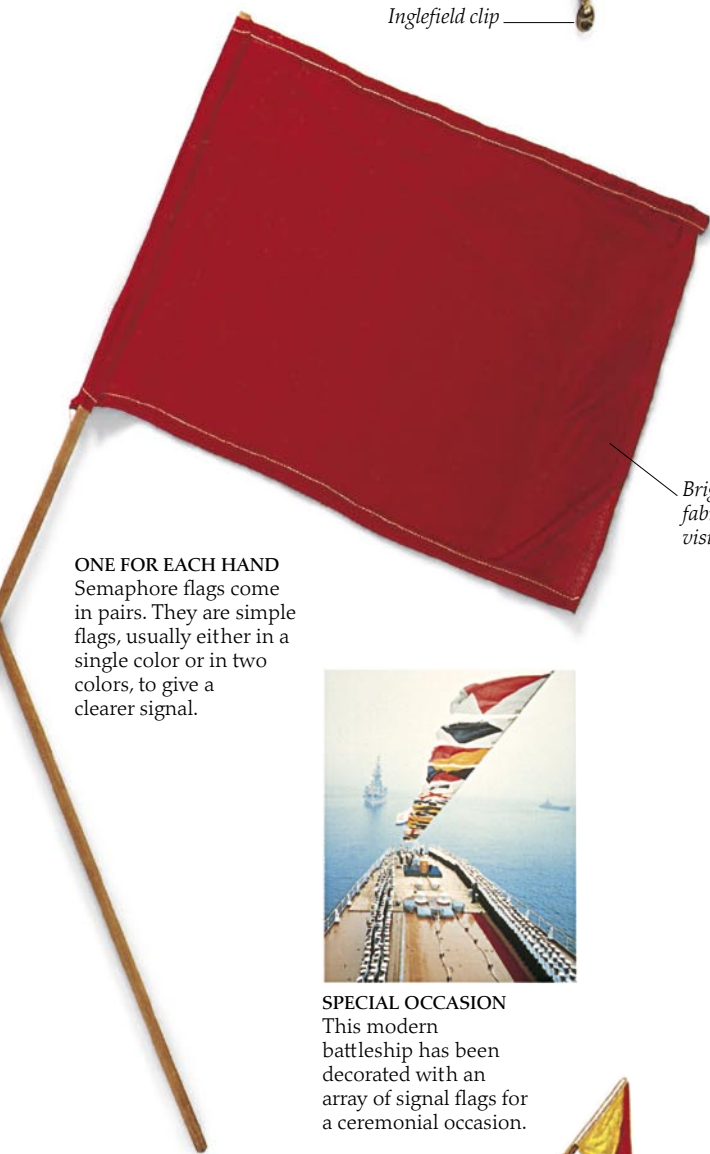 Inglefield clip
ONE FOR EACH HAND
Semaphore flags come
in pairs. They are simple
flags, usually either in a
single color or in two
colors, to give a
clearer signal.
SPECIAL OCCASION
This modern
battleship has been
decorated with an
array of signal flags for
a ceremonial occasion.